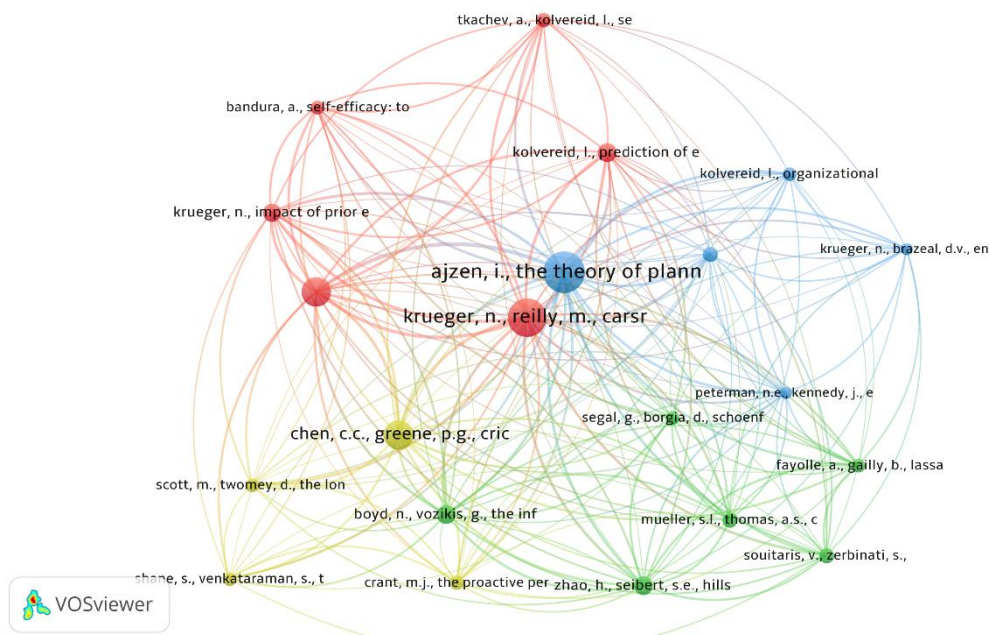 tkachev, a., kolvereid, l., se
bandura, a., self-efficacy: to
kolvereid, l., prediction of e
kolvereid, l., organizational
krueger, n., impact of prior e
krueger, n., brazeal, d.v., en
ajzen, i., the theory of plann
krueger, n., reilly, m., carsr
peterman, n.e., kennedy, j., e
segal, g., borgia, d., schoenf
chen, c.c., greene, p.g., cric
fayolle, a., gailly, b., lassa
scott, m., twomey, d., the lon
boyd, n., vozikis, g., the inf
mueller, s.l., thomas, a.s., c
souitaris, v., zerbinati, s.,
shane, s., venkataraman, s., t
crant, m.j., the proactive per
zhao, h., seibert, s.e., hills
VOSviewer